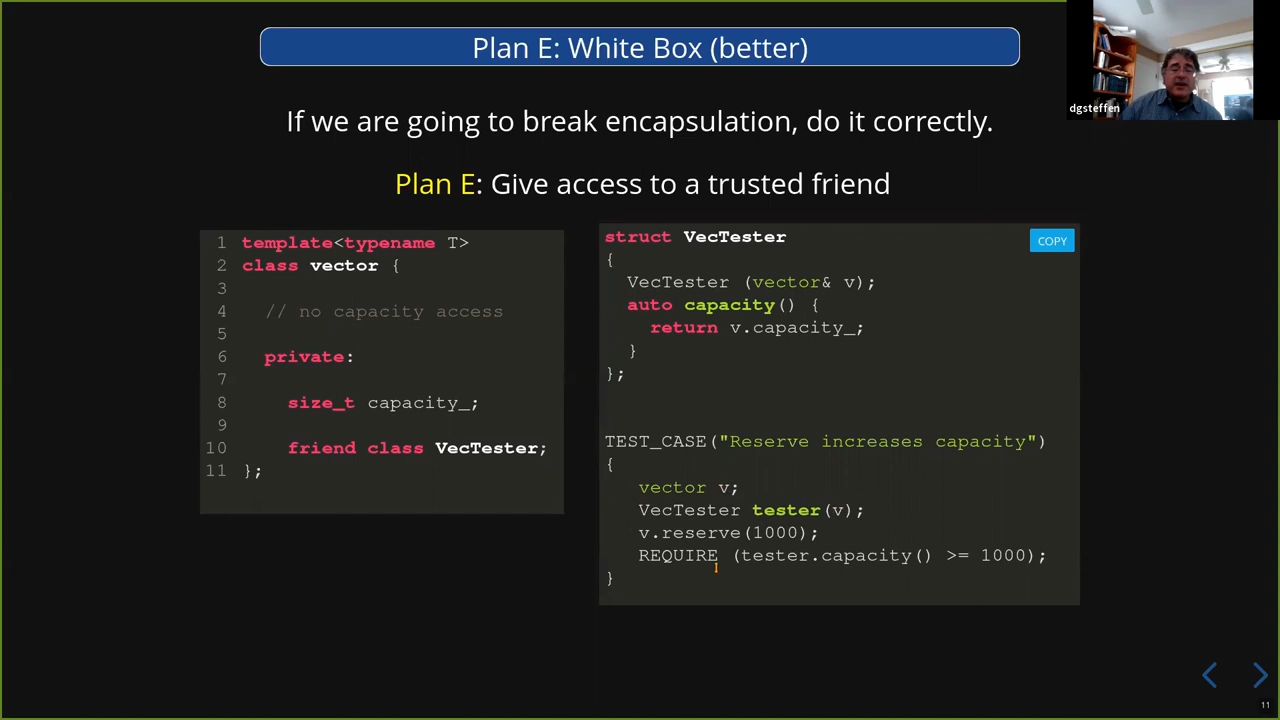 Plan E: White Box (better)
dgsteffen
If we are going to break encapsulation, do it correctly.
Plan E: Give access to a trusted friend
1 template<typename T>
2 class vector {
3
4 // no capacity access
5
6 private:
7
8 size_t capacity_;
9
10 friend class VecTester;
11 };
struct VecTester
COPY
{
VecTester (vector& v);
auto capacity() {
return v.capacity_;
}
};
TEST_CASE("Reserve increases capacity")
{
vector v;
VecTester tester(v);
v.reserve(1000);
REQUIRE (tester.capacity() >= 1000);
}
11